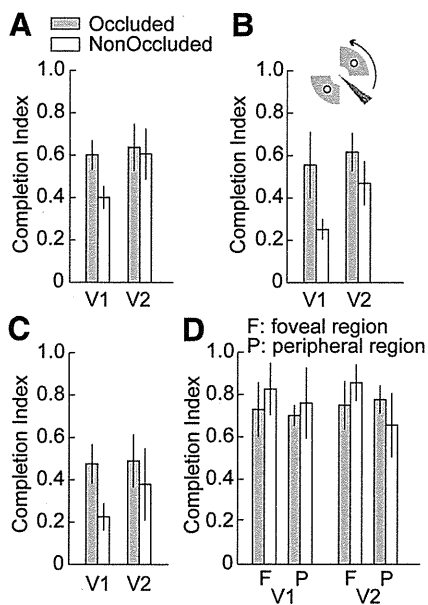 A
Occluded
NonOccluded
B
Completion Index
1.0
0.8
0.6
0.4
0.2
0
V1 V2
Completion Index
1.0
0.8
0.6
0.4
0.2
0
V1 V2
C
D
F: foveal region
P: peripheral region
Completion Index
1.0
0.8
0.6
0.4
0.2
0
V1 V2
Completion Index
1.0
0.8
0.6
0.4
0.2
0
F P F P
V1 V2